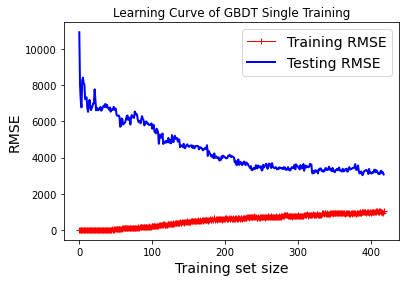 Learning Curve of GBDT Single Training
Training RMSE
Testing RMSE
RMSE
10000
8000
6000
4000
2000
0
0 100 200 300 400
Training set size